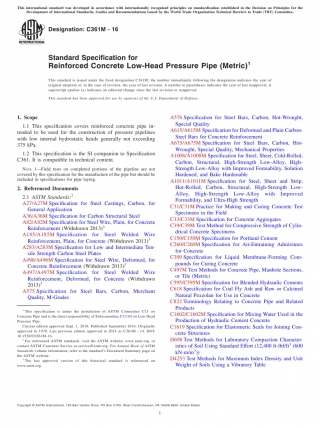 This international standard was developed in accordance with internationally recognized principles on standardization established in the Decision on Principles for the
Development of International Standards, Guides and Recommendations issued by the World Trade Organization Technical Barriers to Trade (TBT) Committee.
Designation: C361M − 16
Standard Specification for
Reinforced Concrete Low-Head Pressure Pipe (Metric)1
This standard is issued under the fixed designation C361M; the number immediately following the designation indicates the year of
original adoption or, in the case of revision, the year of last revision. A number in parentheses indicates the year of last reapproval. A
superscript epsilon (ε) indicates an editorial change since the last revision or reapproval.
This standard has been approved for use by agencies of the U.S. Department of Defense.
1. Scope
1.1 This specification covers reinforced concrete pipe in-
tended to be used for the construction of pressure pipelines
with low internal hydrostatic heads generally not exceeding
375 kPa.
1.2 This specification is the SI companion to Specification
C361. It is compatible in content.
NOTE 1—Field tests on completed portions of the pipeline are not
covered by this specification for the manufacture of the pipe but should be
included in specifications for pipe laying.
2. Referenced Documents
2.1 ASTM Standards:2
A27/A27M Specification for Steel Castings, Carbon, for
General Application
A36/A36M Specification for Carbon Structural Steel
A82/A82M Specification for Steel Wire, Plain, for Concrete
Reinforcement (Withdrawn 2013)3
A185/A185M Specification for Steel Welded Wire
Reinforcement, Plain, for Concrete (Withdrawn 2013)3
A283/A283M Specification for Low and Intermediate Ten-
sile Strength Carbon Steel Plates
A496/A496M Specification for Steel Wire, Deformed, for
Concrete Reinforcement (Withdrawn 2013)3
A497/A497M Specification for Steel Welded Wire
Reinforcement, Deformed, for Concrete (Withdrawn
2013)3
A575 Specification for Steel Bars, Carbon, Merchant
Quality, M-Grades
1 This specification is under the jurisdiction of ASTM Committee C13 on
Concrete Pipe and is the direct responsibility of Subcommittee C13.04 on Low Head
Pressure Pipe.
Current edition approved
2 For referenced ASTM standards, visit the ASTM website, www.astm.org, or
contact ASTM Customer Service at service@astm.org. For Annual Book of ASTM
Standards volume information, refer to the standard's Document Summary page on
the ASTM website.
3 The last approved version of this historical standard is referenced on
www.astm.org.
A576 Specification for Steel Bars, Carbon, Hot-Wrought,
Special Quality
A615/A615M Specification for Deformed and Plain Carbon-
Steel Bars for Concrete Reinforcement
A675/A675M Specification for Steel Bars, Carbon, Hot-
Wrought, Special Quality, Mechanical Properties
A1008/A1008M Specification for Steel, Sheet, Cold-Rolled,
Carbon, Structural, High-Strength Low-Alloy, High-
Strength Low-Alloy with Improved Formability, Solution
Hardened, and Bake Hardenable
A1011/A1011M Specification for Steel, Sheet and Strip,
Hot-Rolled, Carbon, Structural, High-Strength Low-
Alloy, High-Strength Low-Alloy with Improved
Formability, and Ultra-High Strength
C31/C31M Practice for Making and Curing Concrete Test
Specimens in the Field
C33/C33M Specification for Concrete Aggregates
C39/C39M Test Method for Compressive Strength of Cylin-
drical Concrete Specimens
C150/C150M Specification for Portland Cement
C260/C260M Specification for Air-Entraining Admixtures
for Concrete
C309 Specification for Liquid Membrane-Forming Com-
pounds for Curing Concrete
C497M Test Methods for Concrete Pipe, Manhole Sections,
or Tile (Metric)
C595/C595M Specification for Blended Hydraulic Cements
C618 Specification for Coal Fly Ash and Raw or Calcined
Natural Pozzolan for Use in Concrete
C822 Terminology Relating to Concrete Pipe and Related
Products
C1602/C1602M Specification for Mixing Water Used in the
Production of Hydraulic Cement Concrete
C1619 Specification for Elastomeric Seals for Joining Con-
crete Structures
D698 Test Methods for Laboratory Compaction Character-
istics of Soil Using Standard Effort (12,400 ft-lbf/ft3 (600
kN-m/m3))
D4253 Test Methods for Maximum Index Density and Unit
Weight of Soils Using a Vibratory Table
Copyright © ASTM International, 100 Barr Harbor Drive, PO Box C700, West Conshohocken, PA 19428-2959. United States
1